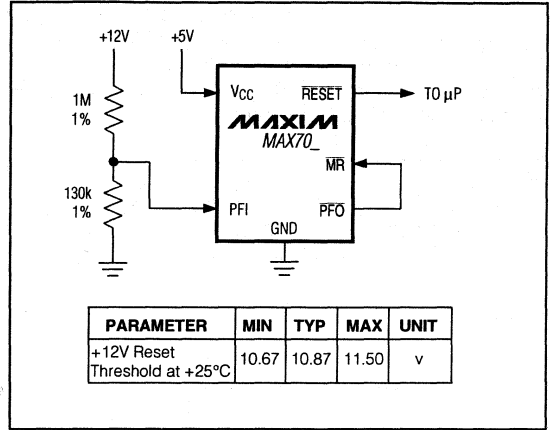 +12V
+5V
1M
1%
130k
1%
VCC
RESET
TO μP
MAXIM
MAX70_
MR
PFI
PFO
GND
PARAMETER MIN TYP MAX UNIT
+12V Reset
Threshold at +25°C 10.67 10.87 11.50 v